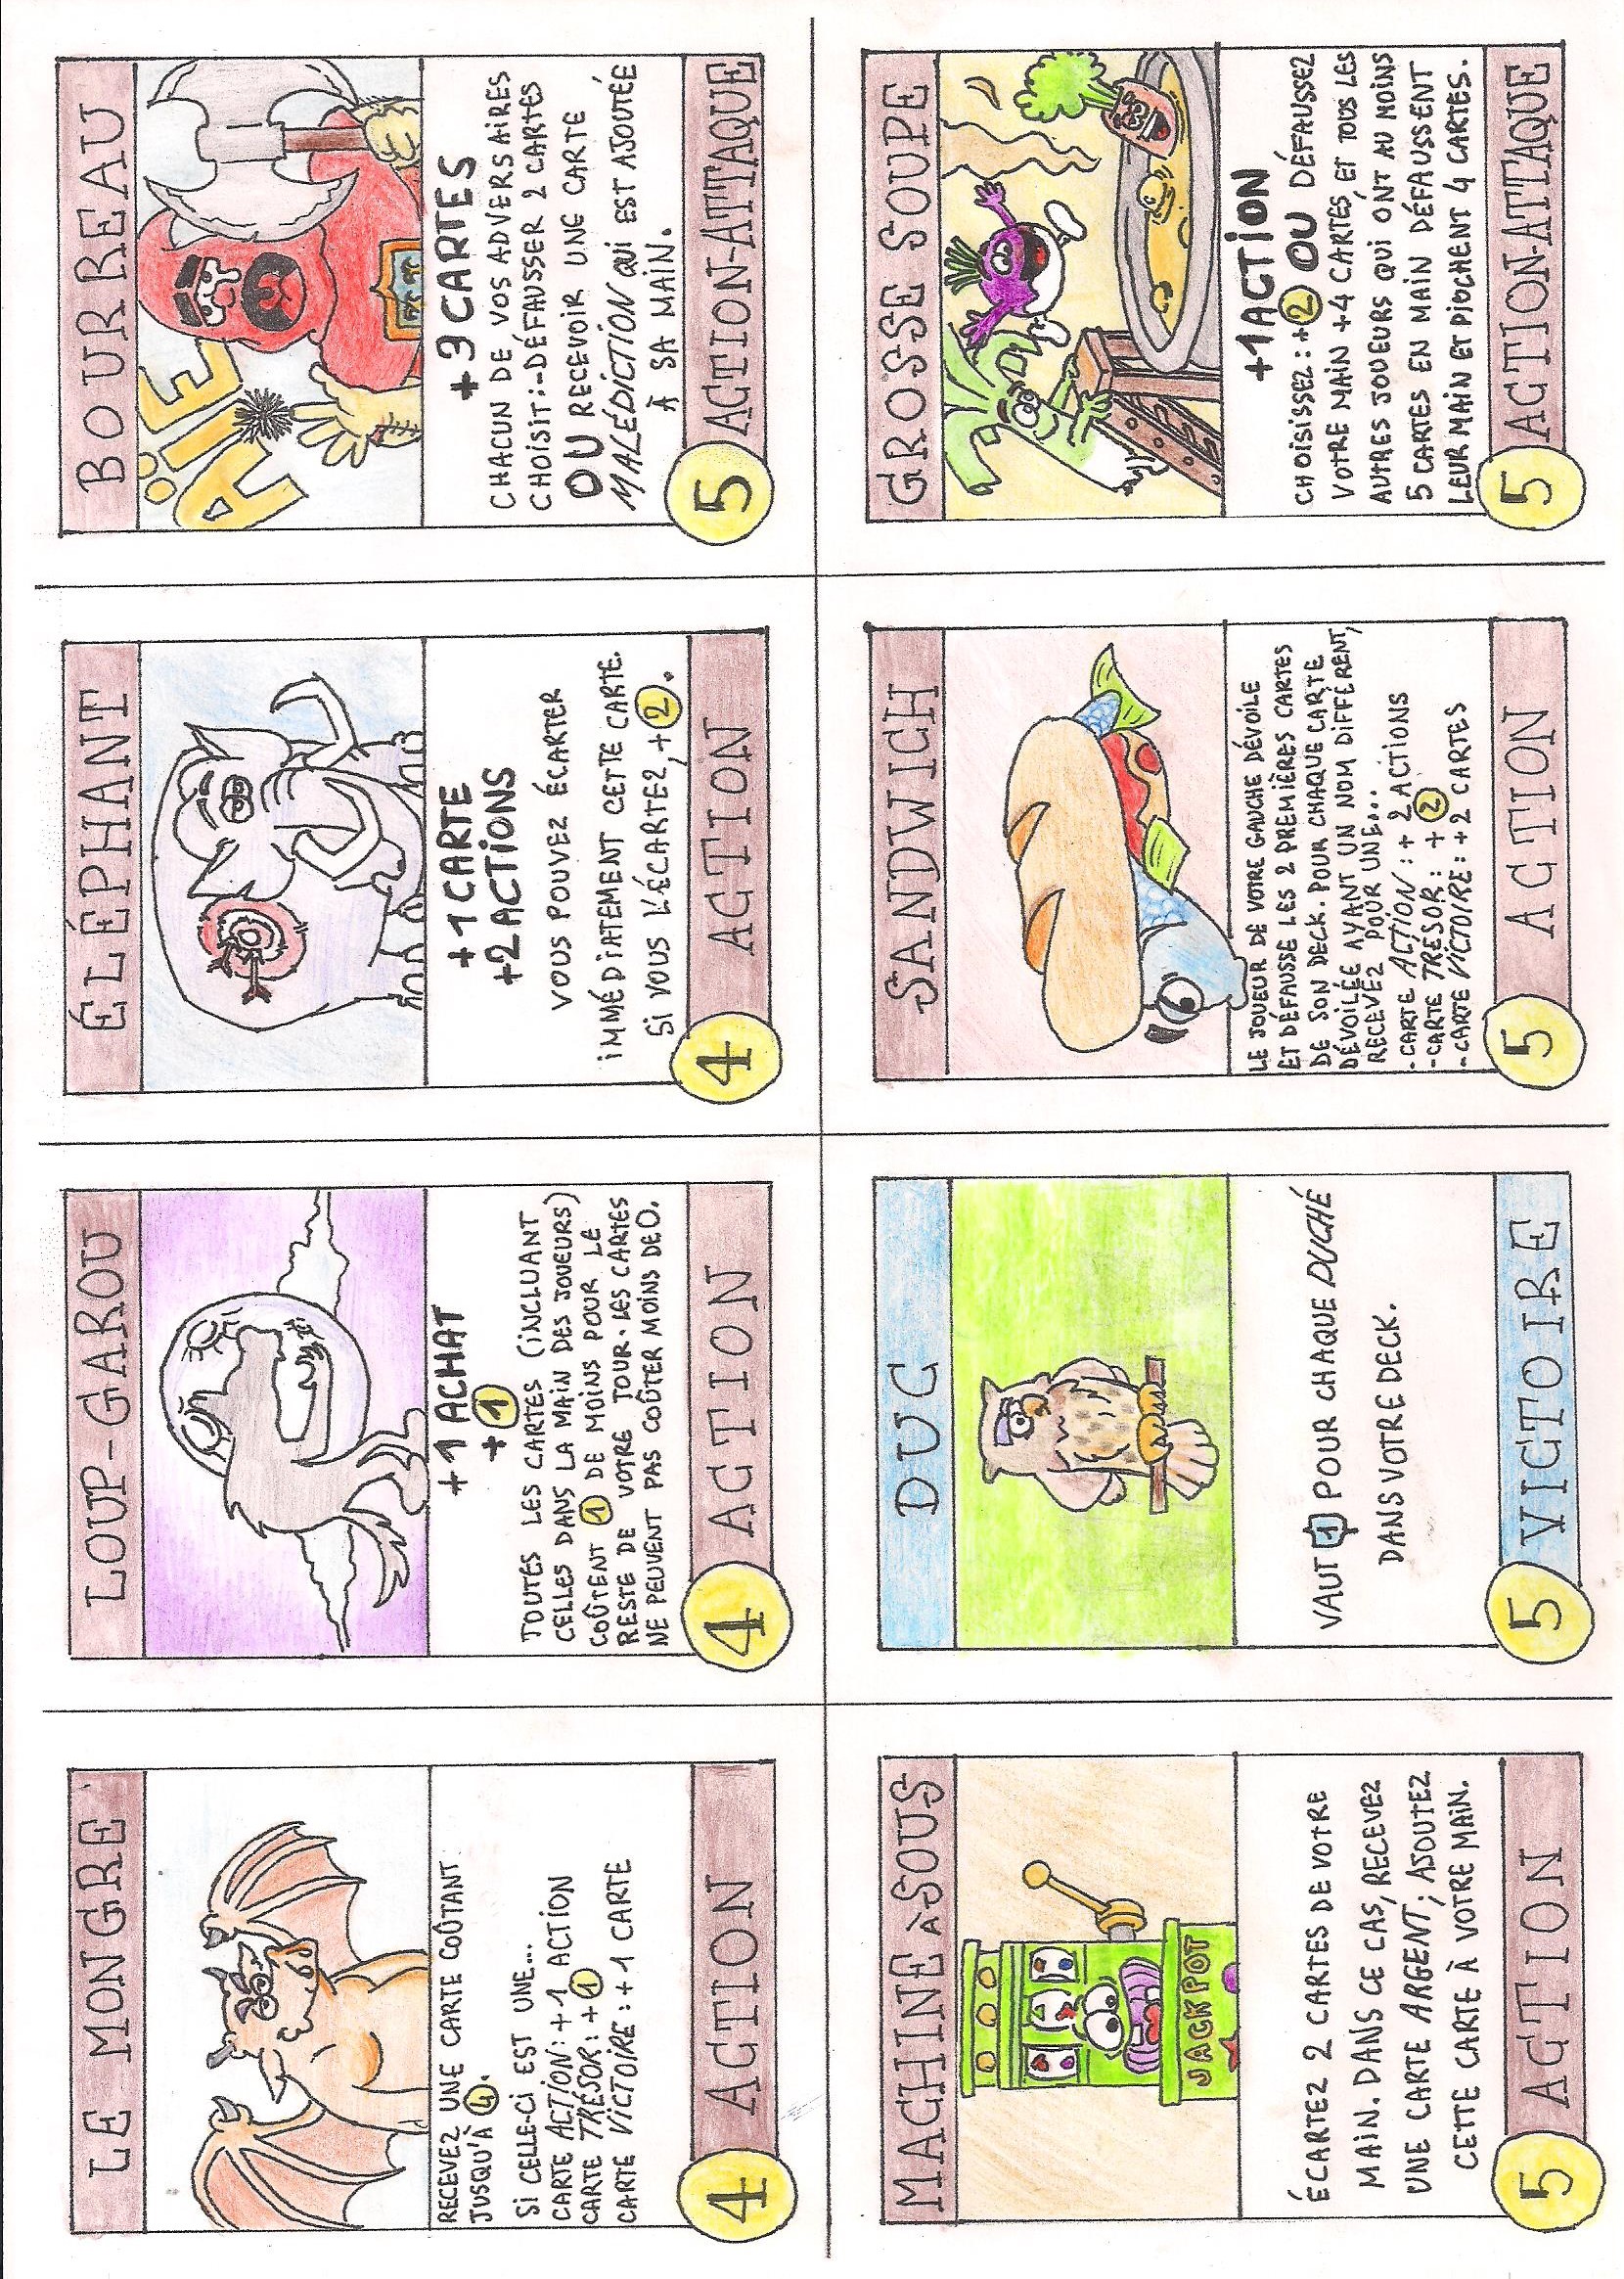 LE MONGRE
RECEVEZ UNE CARTE COÛTANT
JUSQU'À 4.
SI CELLE-CI EST UNE...
CARTE ACTION: +1 ACTION
CARTE TRÉSOR: +1
CARTE VICTOIRE: +1 CARTE
4 ACTION
LOUP-GAROU
+1 ACHAT
+1
TOUTES LES CARTES (INCLUANT
CELLES DANS LA MAIN DES JOUEURS)
COÛTENT 1 DE MOINS POUR LE
RESTE DE VOTRE TOUR. LES CARTES
NE PEUVENT PAS COÛTER MOINS DE 0.
4 ACTION
ÉLÉPHANT
+1 CARTE
+2 ACTIONS
VOUS POUVEZ ÉCARTER
IMMÉDIATEMENT CETTE CARTE.
SI VOUS L'ÉCARTEZ, +2.
4 ACTION
BOURREAU
AÏE
+3 CARTES
CHACUN DE VOS ADVERSAIRES
CHOISIT:-DÉFAUSSER 2 CARTES
OU RECEVOIR UNE CARTE
MALÉDICTION QUI EST AJOUTÉE
À SA MAIN.
5 ACTION-ATTAQUE
MACHINE À SOUS
JACKPOT
ÉCARTEZ 2 CARTES DE VOTRE
MAIN. DANS CE CAS, RECEVEZ
UNE CARTE ARGENT; AJOUTEZ
CETTE CARTE À VOTRE MAIN.
5 ACTION
DUC
VAUT 1 POUR CHAQUE DUCHÉ
DANS VOTRE DECK.
5 VICTOIRE
SANDWICH
LE JOUEUR DE VOTRE GAUCHE DÉVOILE
ET DÉFAUSSE LES 2 PREMIÈRES CARTES
DE SON DECK. POUR CHAQUE CARTE
DÉVOILÉE AYANT UN NOM DIFFÉRENT,
RECEVEZ POUR UNE...
-CARTE ACTION: +2 ACTIONS
-CARTE TRÉSOR: +2
-CARTE VICTOIRE: +2 CARTES
5 ACTION
GROSSE SOUPE
+1 ACTION
CHOISISSEZ: +2 OU DÉFAUSSEZ
VOTRE MAIN +4 CARTES, ET TOUS LES
AUTRES JOUEURS QUI ONT AU MOINS
5 CARTES EN MAIN DÉFAUSSENT
LEUR MAIN ET PIOCHENT 4 CARTES.
5 ACTION-ATTAQUE